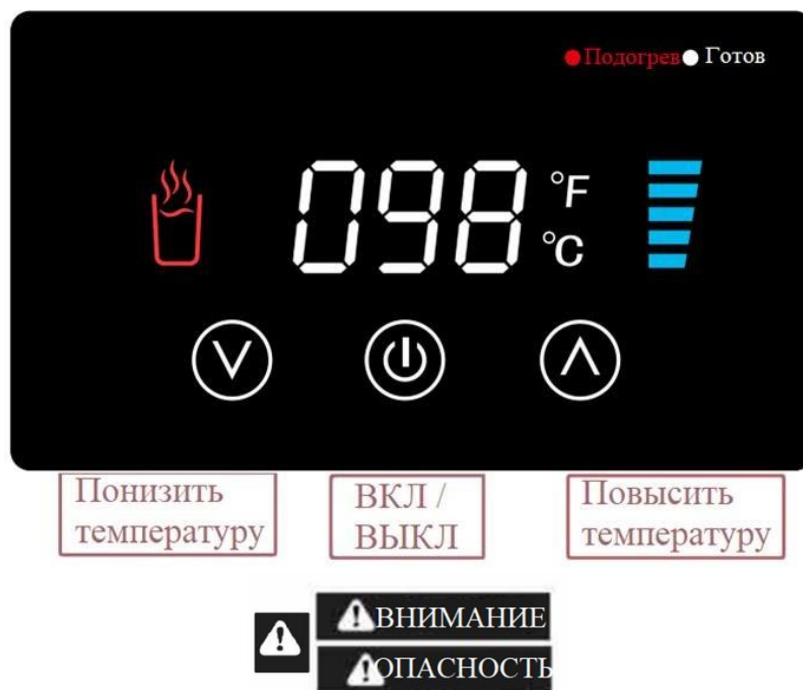 Подогрев Готов
098 °F
°C
Понизить
температуру
ВКЛ /
ВЫКЛ
Повысить
температуру
ВНИМАНИЕ
ОПАСНОСТЬ